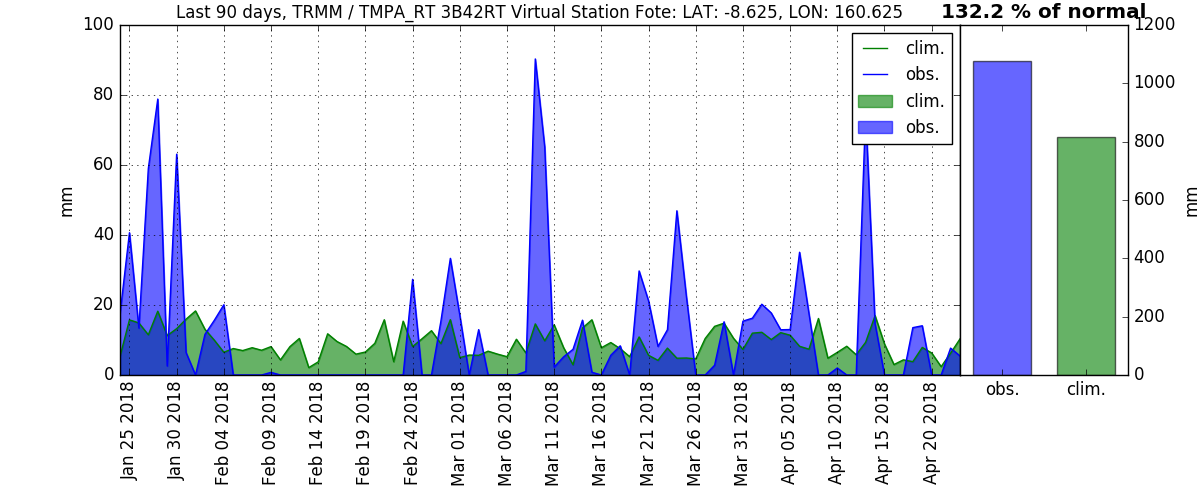 Last 90 days, TRMM / TMPA_RT 3B42RT Virtual Station Fote: LAT: -8.625, LON: 160.625
132.2 % of normal
100
80
60
40
20
0
mm
clim.
obs.
clim.
obs.
1200
1000
800
600
400
200
0
mm
obs.
clim.
Jan 25 2018
Jan 30 2018
Feb 04 2018
Feb 09 2018
Feb 14 2018
Feb 19 2018
Feb 24 2018
Mar 01 2018
Mar 06 2018
Mar 11 2018
Mar 16 2018
Mar 21 2018
Mar 26 2018
Mar 31 2018
Apr 05 2018
Apr 10 2018
Apr 15 2018
Apr 20 2018